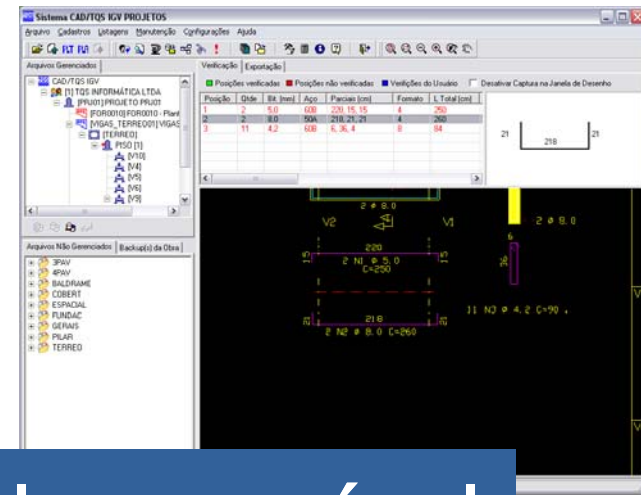 Sistema CAD/TQS IGV PROJETOS
Arquivo Cadastros Listagens Manutenção Configurações Ajuda
Arquivos Gerenciados
CAD/TQS IGV
[1] TQS INFORMÁTICA LTDA
[PRJ01] PROJETO PRJ01
[FOR0010] FOR0010 - Plant
[VIGAS_TERREO01] VIGAS
[TERREO]
PISO [1]
[V10]
[V4]
[V5]
[V6]
[V9]
Arquivos Não Gerenciados Backup(s) da Obra
3PAV
4PAV
BALDRAME
COBERT
ESPACIAL
FUNDAC
GERAIS
PILAR
TERREO
Verificação Exportação
Posições verificadas Posições não verificadas Verifições do Usuário Desativar Captura na Janela de Desenho
Posição Qtde Bit. [mm] Aço Parciais [cm] Formato L.Total [cm]
1 2 5.0 60B 220, 15, 15 4 250
2 2 8.0 50A 218, 21, 21 4 260
3 11 4.2 60B 6, 36, 4 8 84
21 218 21
2 ø 8.0
V2 V1
2 ø 8.0
220
15 2 N1 ø 5.0 15
C=250
6
36
11 N3 ø 4.2 C=90
21 218 21
2 N2 ø 8.0 C=260